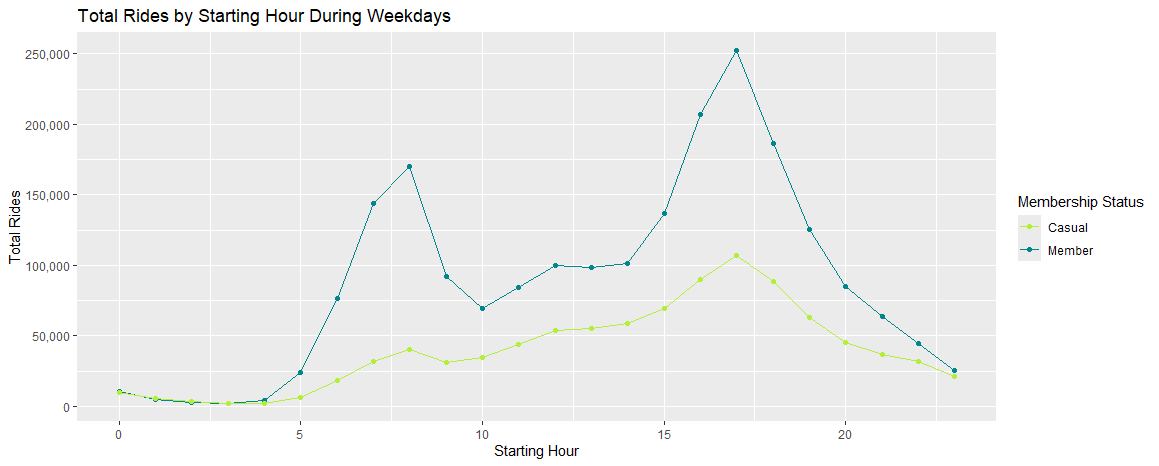 Total Rides by Starting Hour During Weekdays
250,000
200,000
150,000
100,000
50,000
0
Total Rides
0 5 10 15 20
Starting Hour
Membership Status
Casual
Member